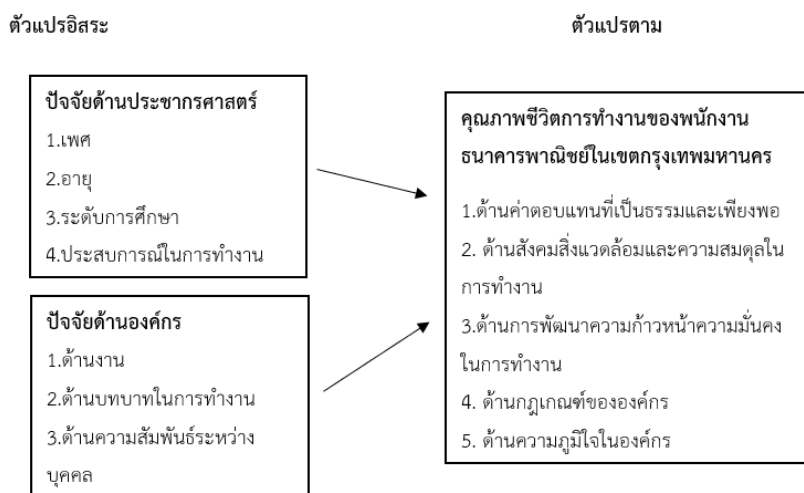 ตัวแปรอิสระ
ตัวแปรตาม
ปัจจัยด้านประชากรศาสตร์
1.เพศ
2.อายุ
3.ระดับการศึกษา
4.ประสบการณ์ในการทำงาน
ปัจจัยด้านองค์กร
1.ด้านงาน
2.ด้านบทบาทในการทำงาน
3.ด้านความสัมพันธ์ระหว่าง
บุคคล
คุณภาพชีวิตการทำงานของพนักงาน
ธนาคารพาณิชย์ในเขตกรุงเทพมหานคร
1.ด้านค่าตอบแทนที่เป็นธรรมและเพียงพอ
2. ด้านสังคมสิ่งแวดล้อมและความสมดุลใน
การทำงาน
3.ด้านการพัฒนาความก้าวหน้าความมั่นคง
ในการทำงาน
4. ด้านกฎเกณฑ์ขององค์กร
5. ด้านความภูมิใจในองค์กร